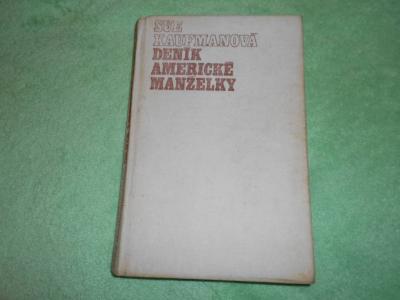 SUE
KAUFMANOVÁ
DENÍK
AMERICKÉ
MANŽELKY